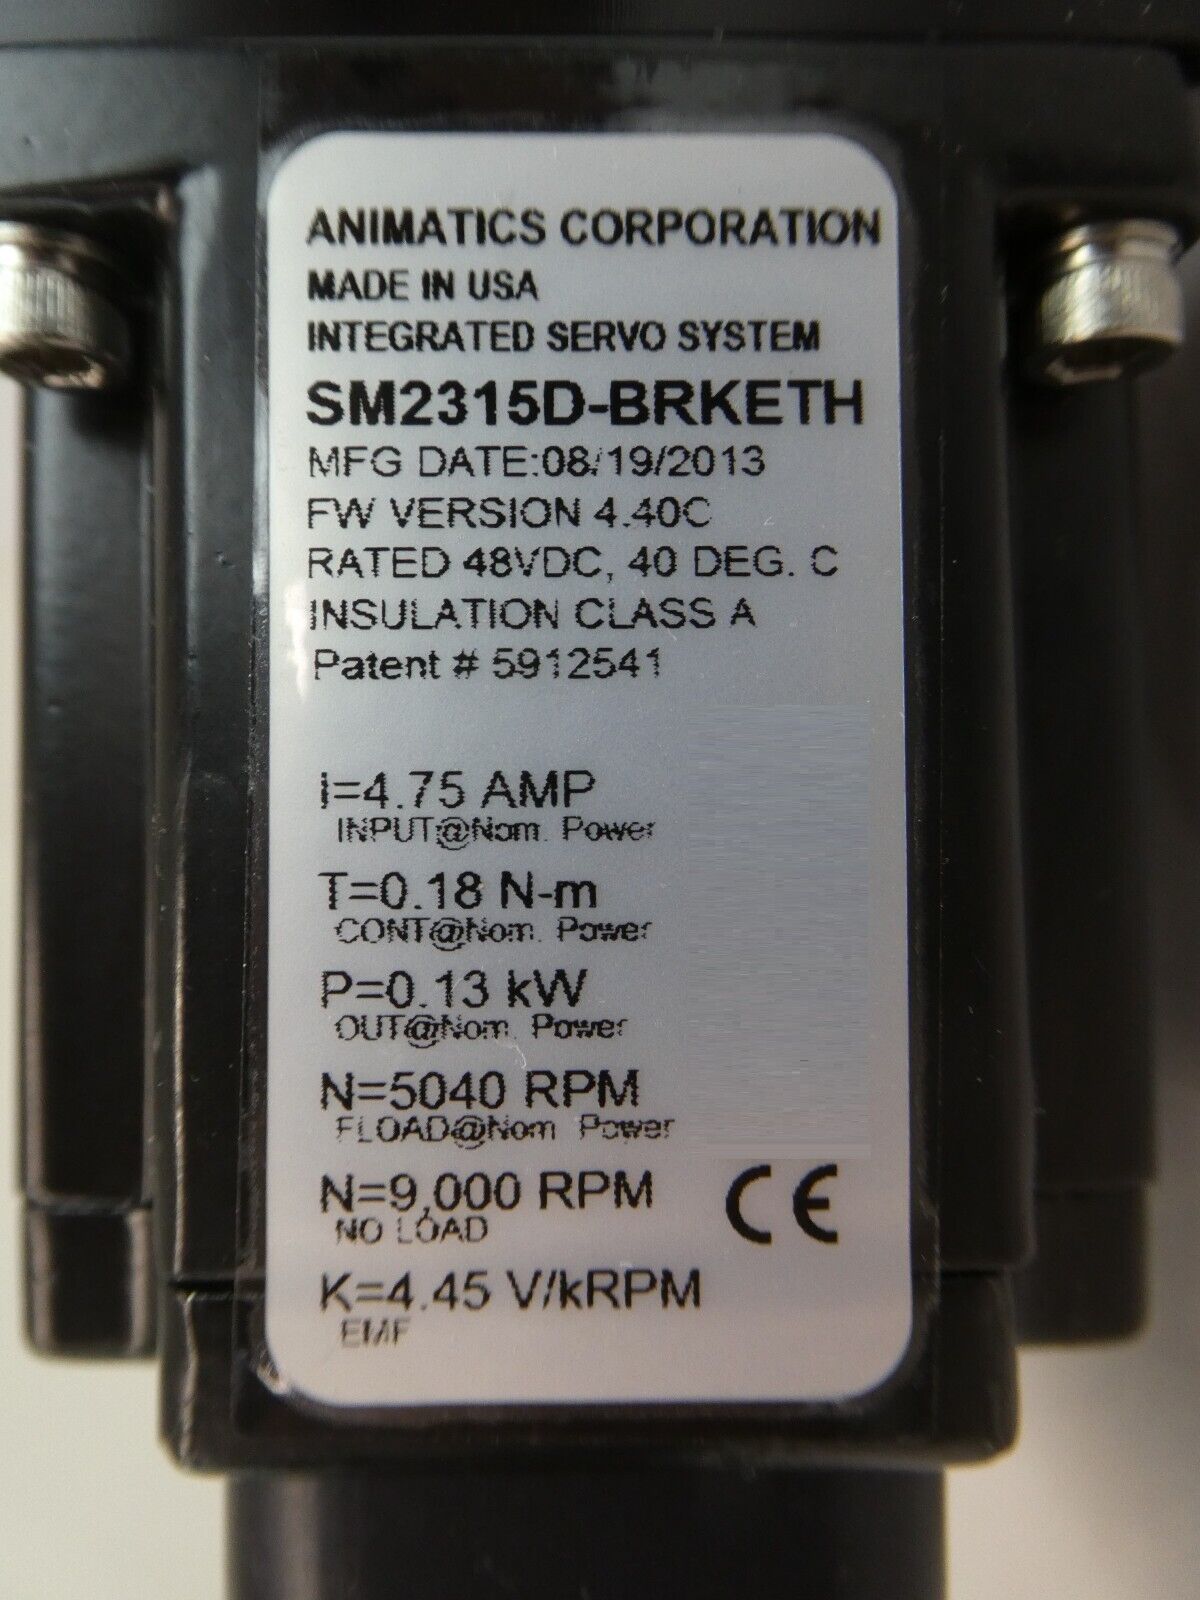 ANIMATICS CORPORATION
MADE IN USA
INTEGRATED SERVO SYSTEM
SM2315D-BRKETH
MFG DATE:08/19/2013
FW VERSION 4.40C
RATED 48VDC, 40 DEG. C
INSULATION CLASS A
Patent # 5912541
I=4.75 AMP
INPUT@Nom. Power
T=0.18 N-m
CONT@Nom. Power
P=0.13 kW
OUT@Nom. Power
N=5040 RPM
FLOAD@Nom Power
N=9,000 RPM
NO LOAD
CE
K=4.45 V/kRPM
EMF